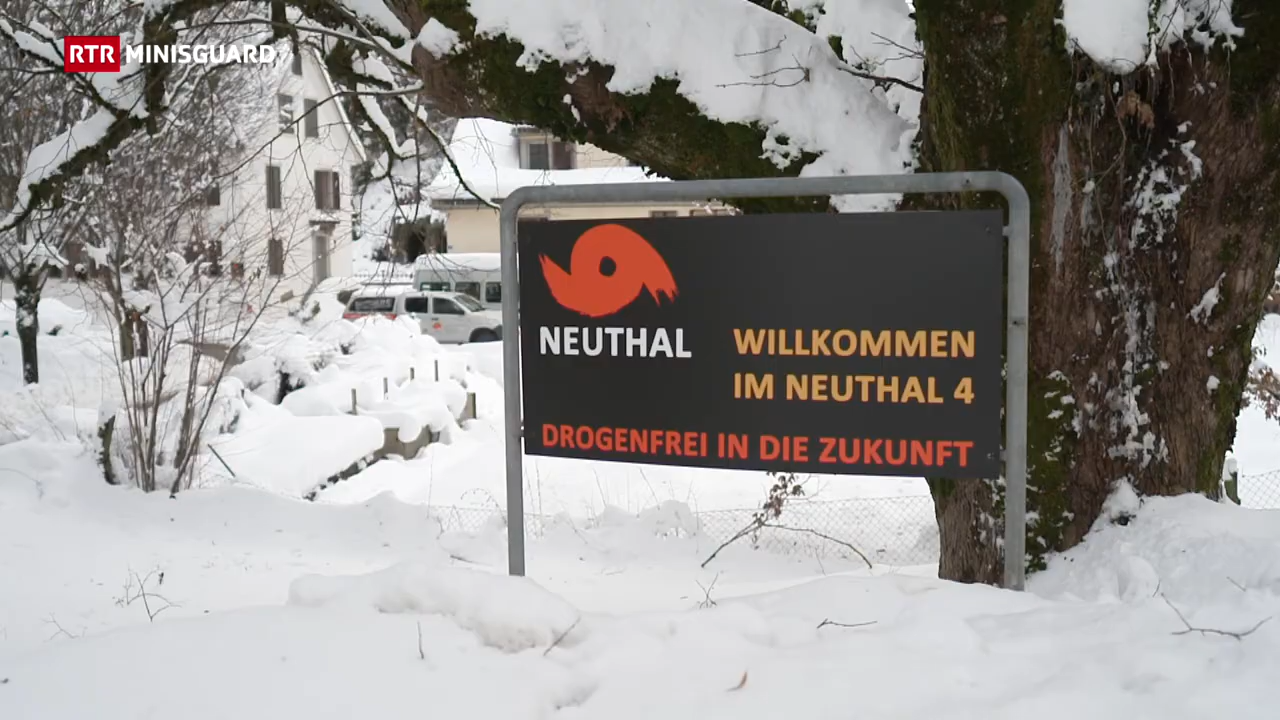 RTR MINISGUARD
NEUTHAL
WILLKOMMEN
IM NEUTHAL 4
DROGENFREI IN DIE ZUKUNFT